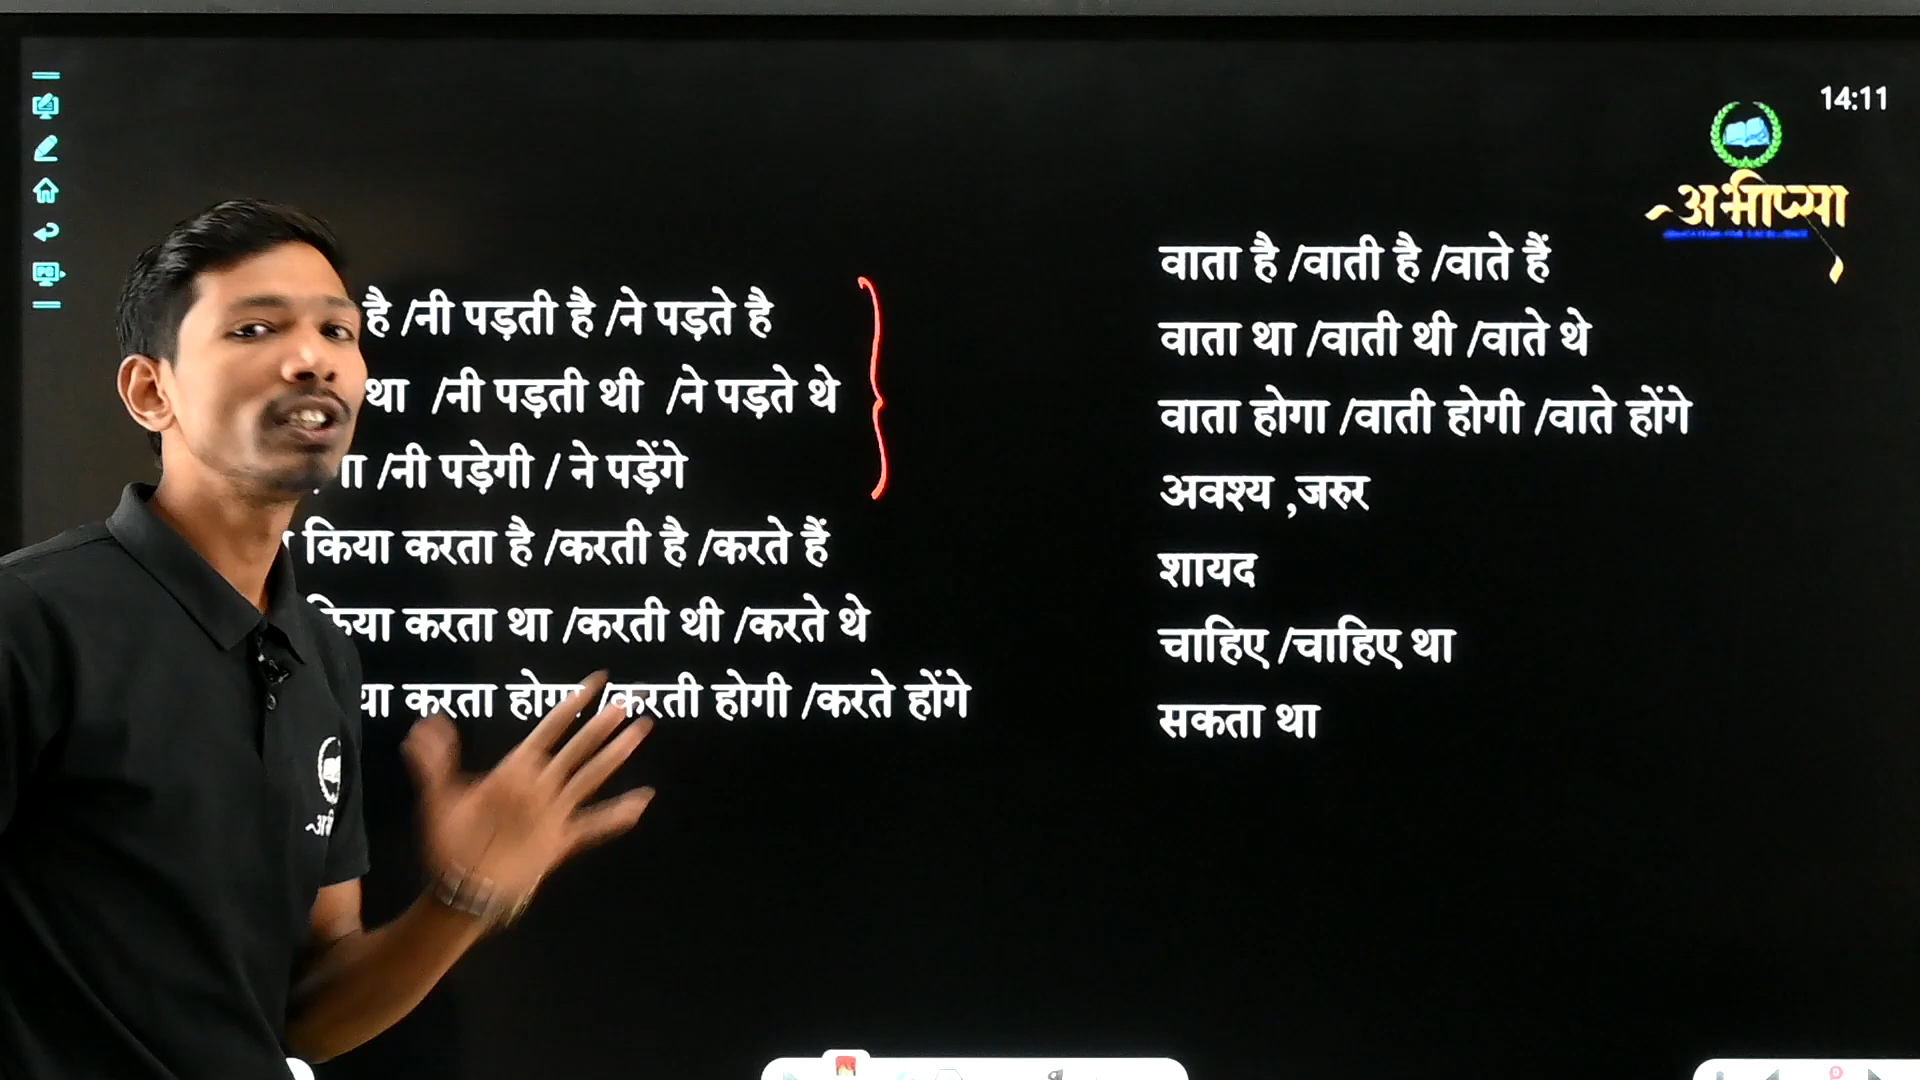 14:11
अभीप्सा
है /नी पड़ती है /ने पड़ते है
था /नी पड़ती थी /ने पड़ते थे
गा /नी पड़ेगी / ने पड़ेंगे
किया करता है /करती है /करते हैं
किया करता था /करती थी /करते थे
या करता होगा /करती होगी /करते होंगे
वाता है /वाती है /वाते हैं
वाता था /वाती थी /वाते थे
वाता होगा /वाती होगी /वाते होंगे
अवश्य ,जरुर
शायद
चाहिए /चाहिए था
सकता था